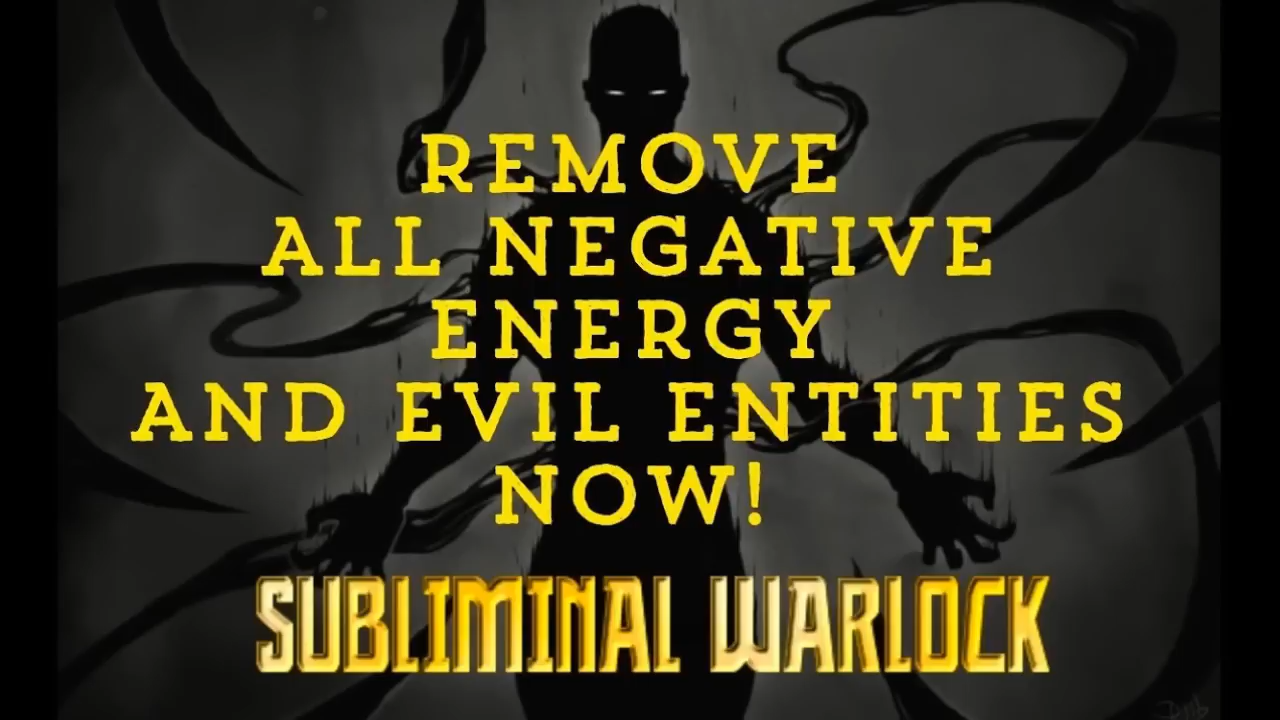 REMOVE
ALL NEGATIVE
ENERGY
AND EVIL ENTITIES
NOW!
SUBLIMINAL WARLOCK